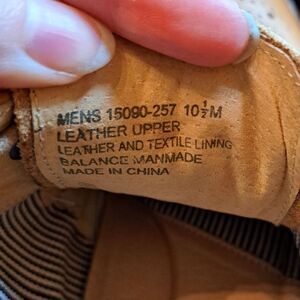 MENS 15090-257 10½M
LEATHER UPPER
LEATHER AND TEXTILE LINING
BALANCE MANMADE
MADE IN CHINA